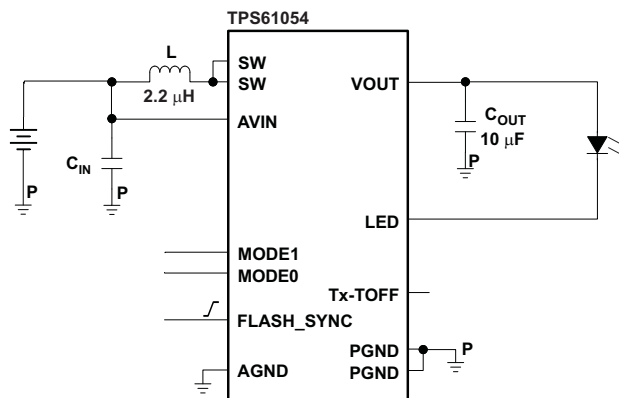 TPS61054
L
2.2 μH
SW
SW
AVIN
C_IN
P
P
VOUT
C_OUT
10 μF
P
LED
MODE1
MODE0
Tx-TOFF
FLASH_SYNC
AGND
PGND
PGND
P